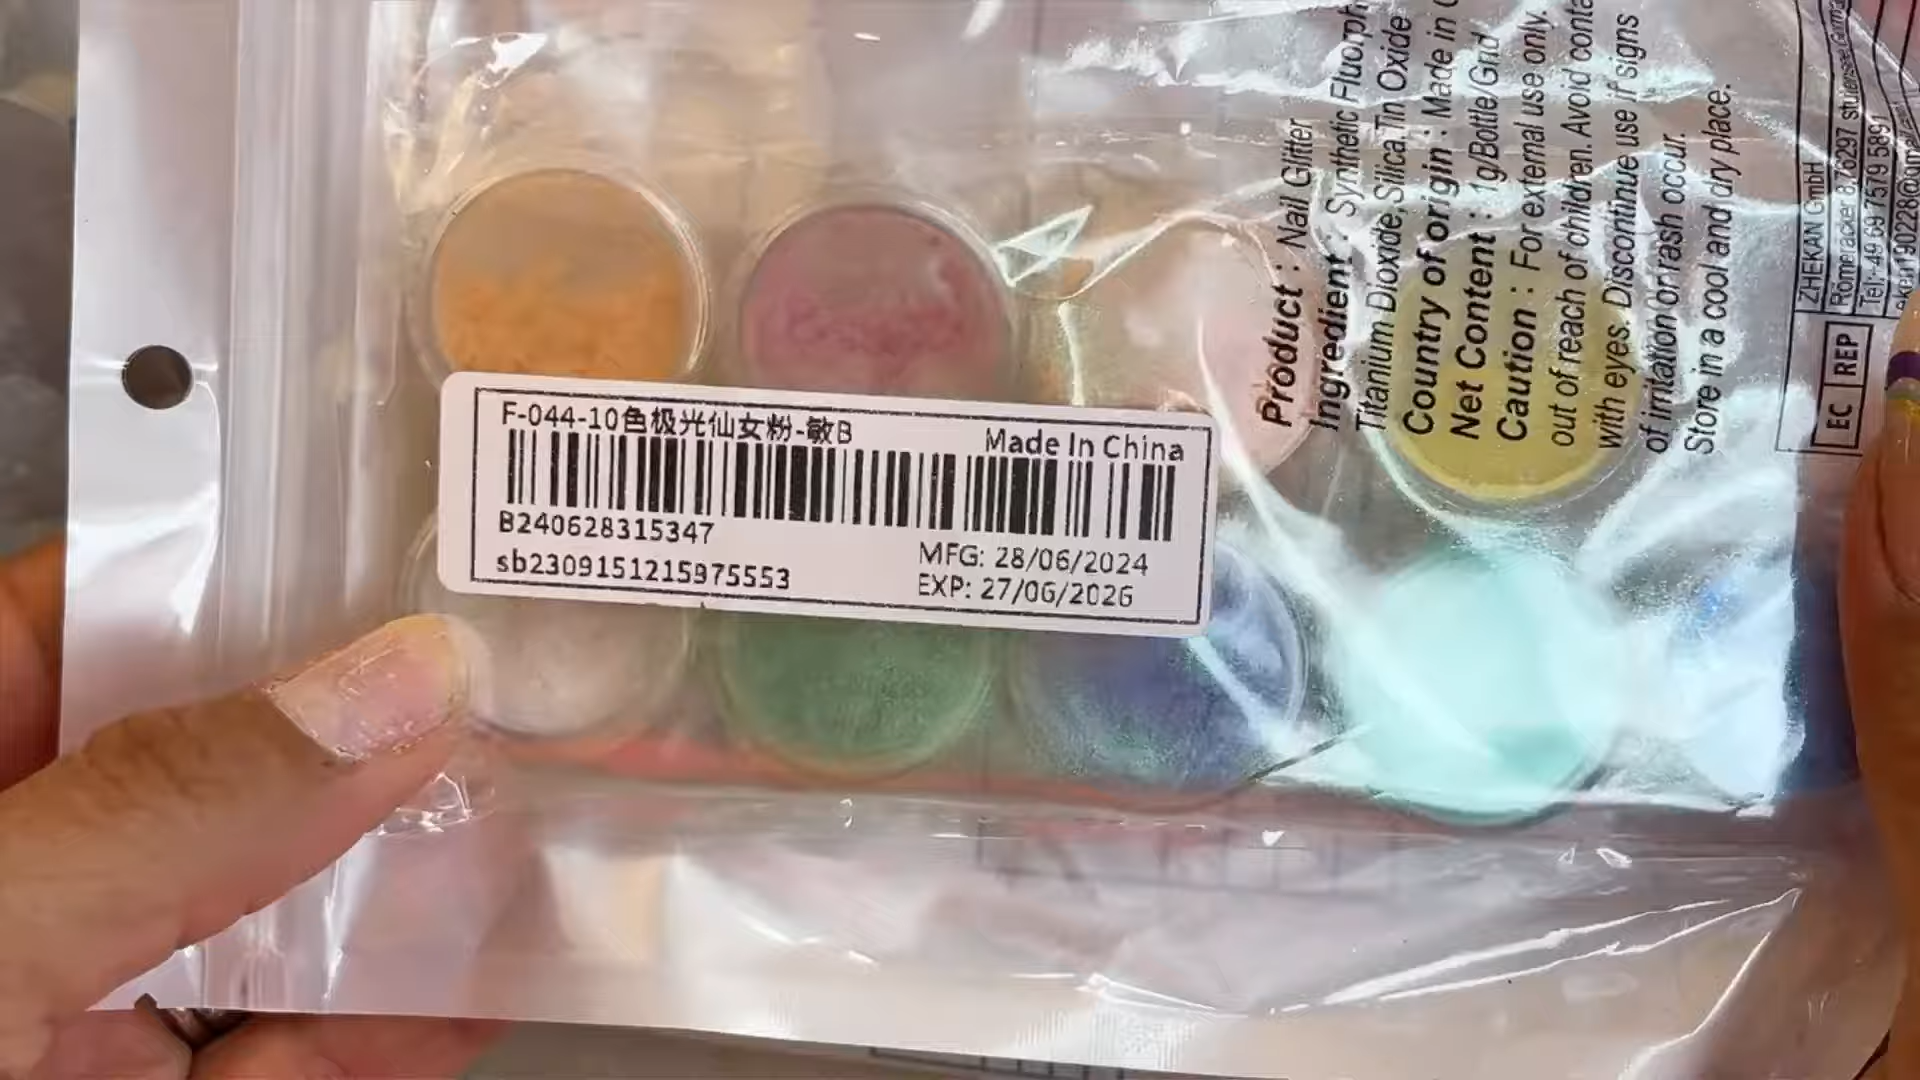 F-044-10色极光仙女粉-敏B
Made In China
B240628315347
sb2309151215975553
MFG: 28/06/2024
EXP: 27/06/2026
Product : Nail Glitter
Ingredient : Synthetic
Titanium Dioxide,Silica,Tin Oxide
Country of origin : Made in
Net Content : 1g/Bottle/Grid
Caution : For external use only.
out of reach of children. Avoid
with eyes. Discontinue use if signs
of irritation or rash occur.
Store in a cool and dry place.
EC REP
ZHEKAN GmbH